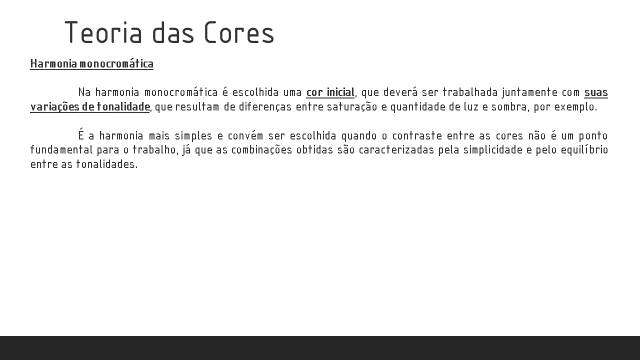 Teoria das Cores
Harmonia monocromática
Na harmonia monocromática é escolhida uma cor inicial, que deverá ser trabalhada juntamente com suas
variações de tonalidade, que resultam de diferenças entre saturação e quantidade de luz e sombra, por exemplo.
É a harmonia mais simples e convém ser escolhida quando o contraste entre as cores não é um ponto
fundamental para o trabalho, já que as combinações obtidas são caracterizadas pela simplicidade e pelo equilíbrio
entre as tonalidades.